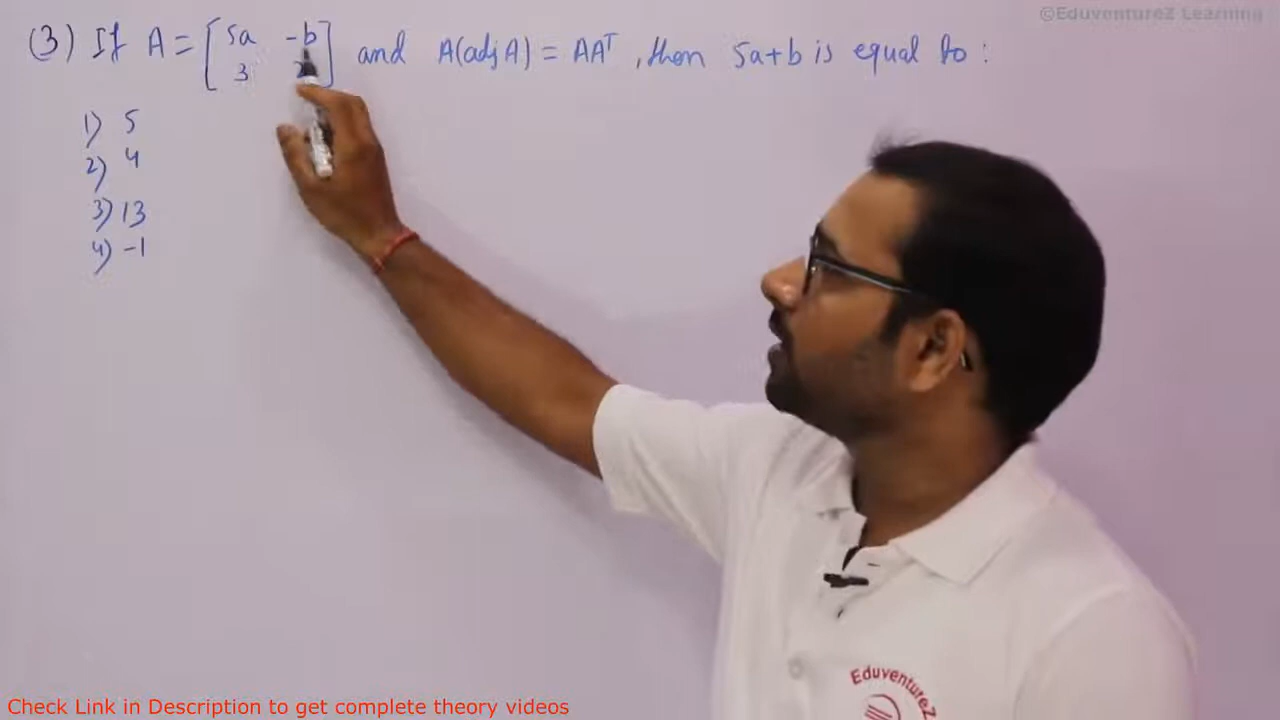 ©EduventureZ Learning
(3) If A = [ 5a -b ] and A(adj A) = AAᵀ , then 5a+b is equal to :
3
1) 5
2) 4
3) 13
4) -1
EduventureZ
Check Link in Description to get complete theory videos